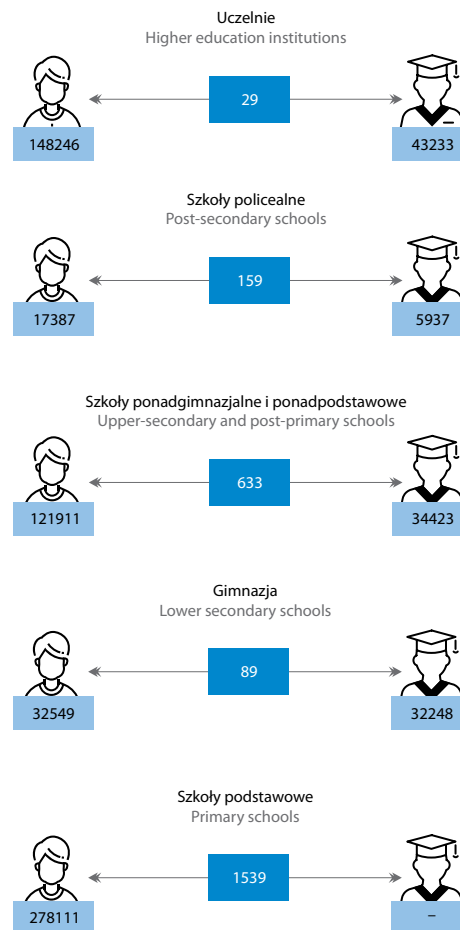 Uczelnie
Higher education institutions
29
148246
43233
Szkoły policealne
Post-secondary schools
159
17387
5937
Szkoły ponadgimnazjalne i ponadpodstawowe
Upper-secondary and post-primary schools
633
121911
34423
Gimnazja
Lower secondary schools
89
32549
32248
Szkoły podstawowe
Primary schools
1539
278111
–